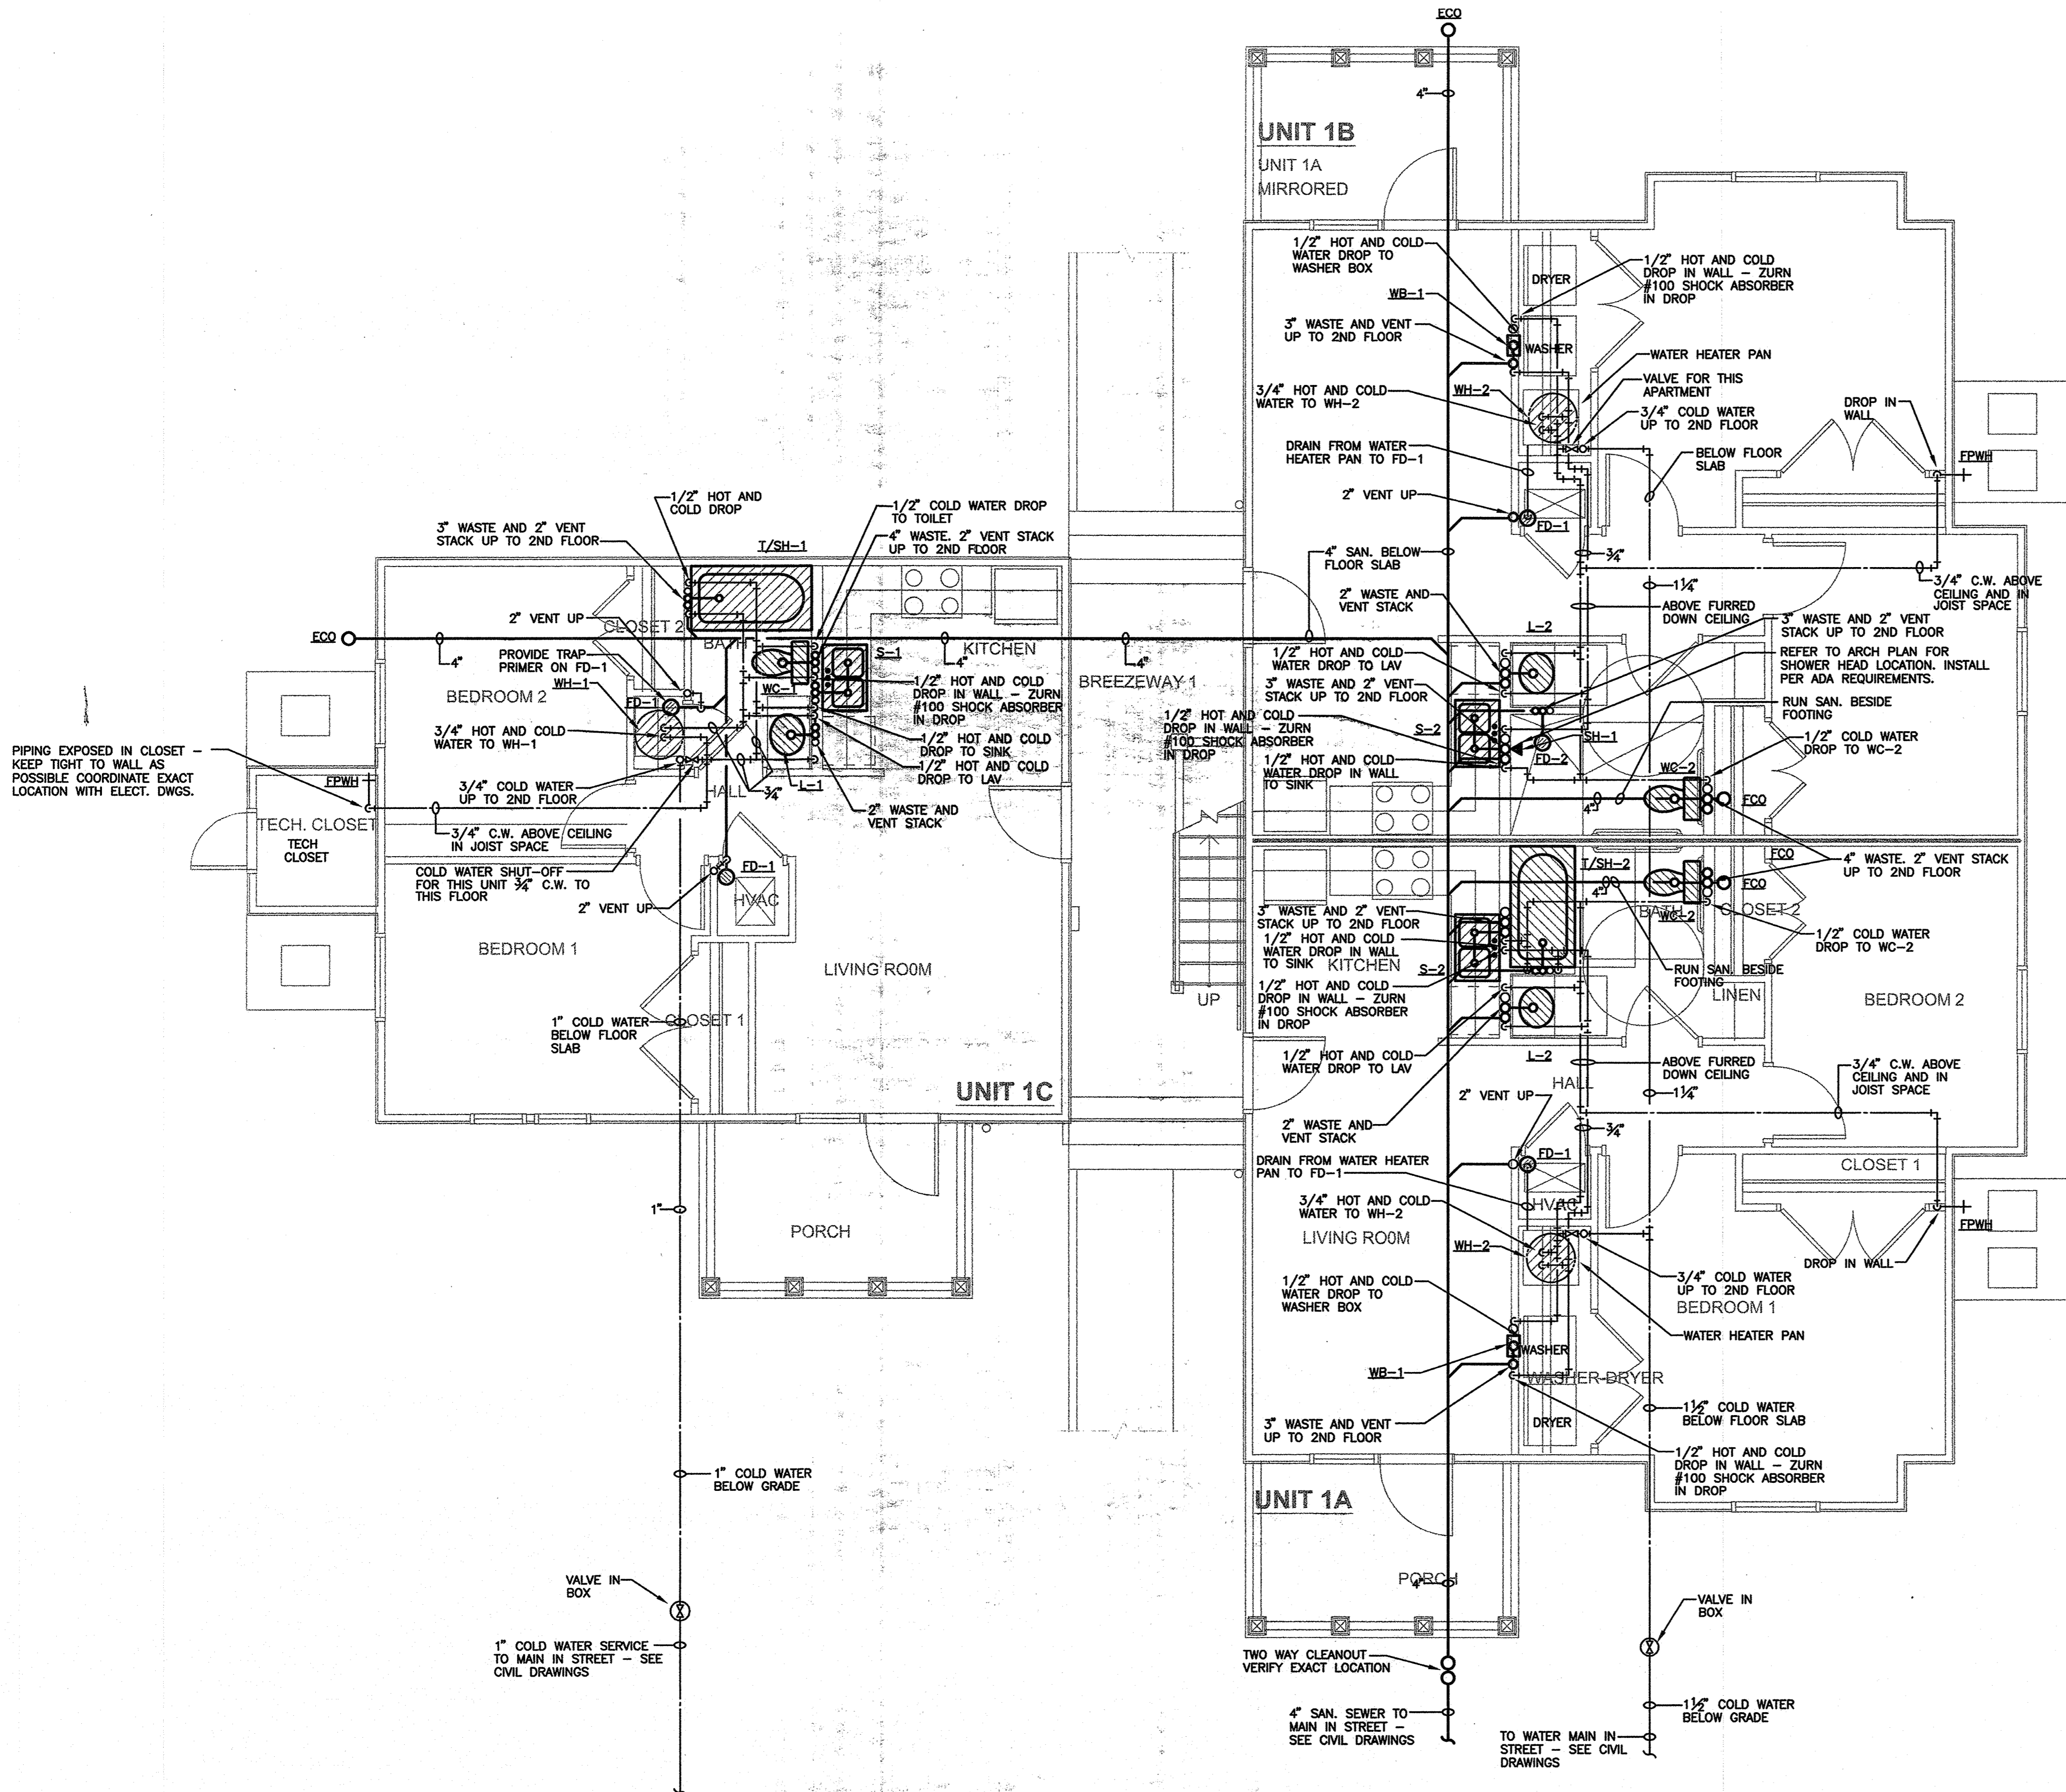 ECO
4"
UNIT 1B
UNIT 1A
MIRRORED
1/2" HOT AND COLD
WATER DROP TO
WASHER BOX
WB-1
3" WASTE AND VENT
UP TO 2ND FLOOR
3/4" HOT AND COLD
WATER TO WH-2
WH-2
DRAIN FROM WATER
HEATER PAN TO FD-1
2" VENT UP
FD-1
DRYER
WASHER
1/2" HOT AND COLD
DROP IN WALL – ZURN
#100 SHOCK ABSORBER
IN DROP
WATER HEATER PAN
VALVE FOR THIS
APARTMENT
3/4" COLD WATER
UP TO 2ND FLOOR
BELOW FLOOR
SLAB
DROP IN
WALL
FPWH
3/4"
4" SAN. BELOW
FLOOR SLAB
1 1/4"
3/4" C.W. ABOVE
CEILING AND IN
JOIST SPACE
2" WASTE AND
VENT STACK
ABOVE FURRED
DOWN CEILING
L-2
3" WASTE AND 2" VENT
STACK UP TO 2ND FLOOR
REFER TO ARCH PLAN FOR
SHOWER HEAD LOCATION. INSTALL
PER ADA REQUIREMENTS.
1/2" HOT AND COLD
WATER DROP TO LAV
3" WASTE AND 2" VENT
STACK UP TO 2ND FLOOR
RUN SAN. BESIDE
FOOTING
1/2" HOT AND COLD
DROP IN WALL – ZURN
#100 SHOCK ABSORBER
IN DROP
S-2
SH-1
FD-2
1/2" HOT AND COLD
WATER DROP IN WALL
TO SINK
1/2" COLD WATER
DROP TO WC-2
WC-2
4"
FCO
1/2" HOT AND
COLD DROP
3" WASTE AND 2" VENT
STACK UP TO 2ND FLOOR
T/SH-1
1/2" COLD WATER DROP
TO TOILET
4" WASTE. 2" VENT STACK
UP TO 2ND FLOOR
2" VENT UP
CLOSET 2
BATH
ECO
4"
4"
4"
KITCHEN
S-1
PROVIDE TRAP
PRIMER ON FD-1
WH-1
BEDROOM 2
FD-1
WC-1
1/2" HOT AND COLD
DROP IN WALL – ZURN
#100 SHOCK ABSORBER
IN DROP
BREEZEWAY 1
3/4" HOT AND COLD
WATER TO WH-1
1/2" HOT AND COLD
DROP TO SINK
1/2" HOT AND COLD
DROP TO LAV
PIPING EXPOSED IN CLOSET –
KEEP TIGHT TO WALL AS
POSSIBLE COORDINATE EXACT
LOCATION WITH ELECT. DWGS.
FPWH
3/4" COLD WATER
UP TO 2ND FLOOR
HALL
3/4"
L-1
2" WASTE AND
VENT STACK
TECH. CLOSET
TECH
CLOSET
3/4" C.W. ABOVE CEILING
IN JOIST SPACE
COLD WATER SHUT-OFF
FOR THIS UNIT 3/4" C.W. TO
THIS FLOOR
2" VENT UP
FD-1
HVAC
BEDROOM 1
LIVING ROOM
1" COLD WATER
BELOW FLOOR
SLAB
CLOSET 1
UNIT 1C
UP
1"
PORCH
1" COLD WATER
BELOW GRADE
VALVE IN
BOX
1" COLD WATER SERVICE
TO MAIN IN STREET – SEE
CIVIL DRAWINGS
ECO
4" WASTE. 2" VENT STACK
UP TO 2ND FLOOR
T/SH-2
4"
FCO
WC-2
BATH
CLOSET 2
3" WASTE AND 2" VENT
STACK UP TO 2ND FLOOR
1/2" HOT AND COLD
WATER DROP IN WALL
TO SINK
KITCHEN
S-2
1/2" COLD WATER
DROP TO WC-2
RUN SAN. BESIDE
FOOTING
LINEN
BEDROOM 2
1/2" HOT AND COLD
DROP IN WALL – ZURN
#100 SHOCK ABSORBER
IN DROP
1/2" HOT AND COLD
WATER DROP TO LAV
L-2
ABOVE FURRED
DOWN CEILING
HALL
1 1/4"
3/4" C.W. ABOVE
CEILING AND IN
JOIST SPACE
2" VENT UP
2" WASTE AND
VENT STACK
3/4"
DRAIN FROM WATER HEATER
PAN TO FD-1
FD-1
CLOSET 1
3/4" HOT AND COLD
WATER TO WH-2
HVAC
FPWH
LIVING ROOM
WH-2
DROP IN WALL
3/4" COLD WATER
UP TO 2ND FLOOR
1/2" HOT AND COLD
WATER DROP TO
WASHER BOX
BEDROOM 1
WATER HEATER PAN
WASHER
WB-1
WASHER-DRYER
DRYER
1 1/2" COLD WATER
BELOW FLOOR SLAB
3" WASTE AND VENT
UP TO 2ND FLOOR
1/2" HOT AND COLD
DROP IN WALL – ZURN
#100 SHOCK ABSORBER
IN DROP
UNIT 1A
PORCH
4"
VALVE IN
BOX
TWO WAY CLEANOUT
VERIFY EXACT LOCATION
4" SAN. SEWER TO
MAIN IN STREET –
SEE CIVIL DRAWINGS
1 1/2" COLD WATER
BELOW GRADE
TO WATER MAIN IN
STREET – SEE CIVIL
DRAWINGS